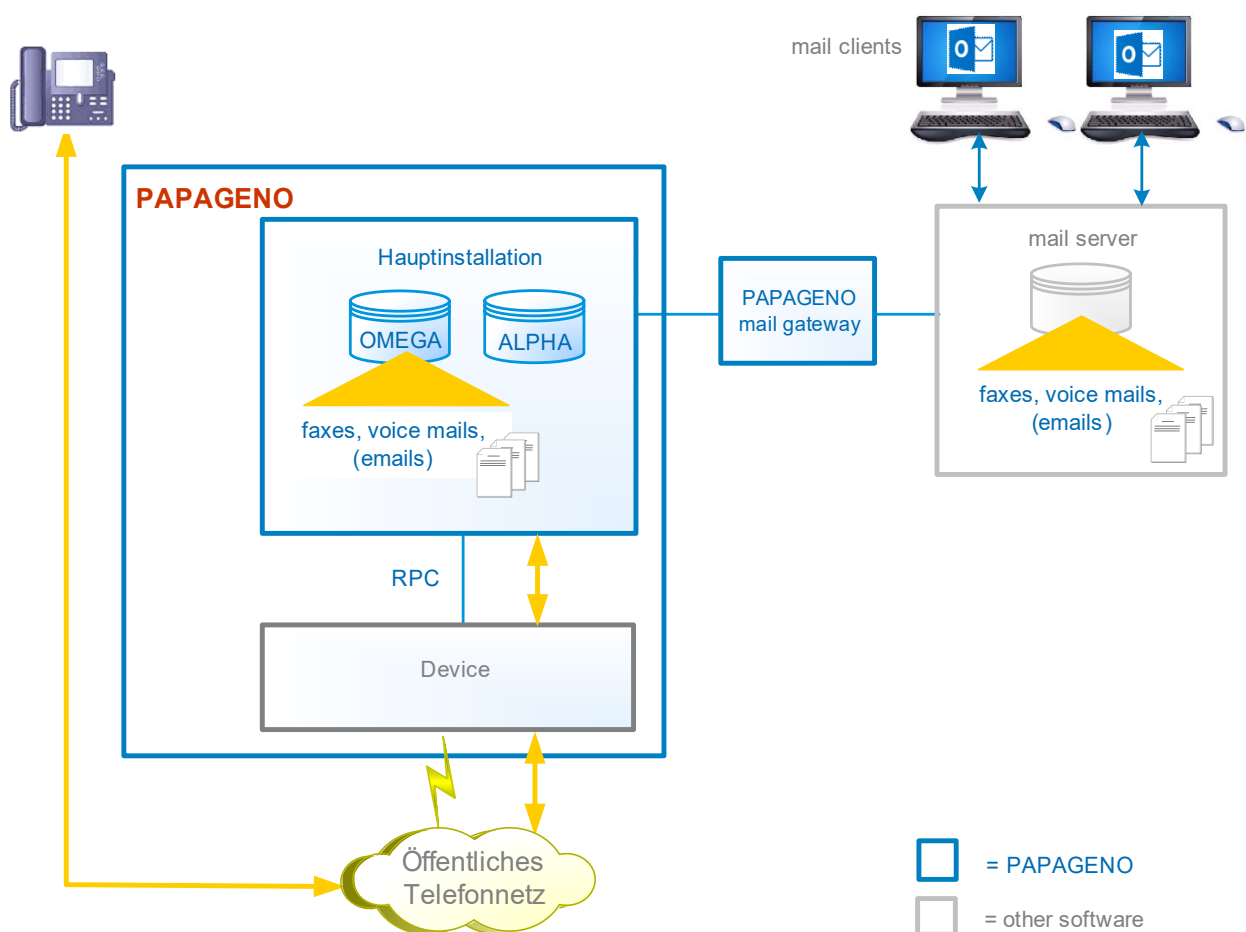 mail clients
PAPAGENO
Hauptinstallation
OMEGA
ALPHA
faxes, voice mails,
(emails)
PAPAGENO
mail gateway
mail server
faxes, voice mails,
(emails)
RPC
Device
Öffentliches
Telefonnetz
= PAPAGENO
= other software